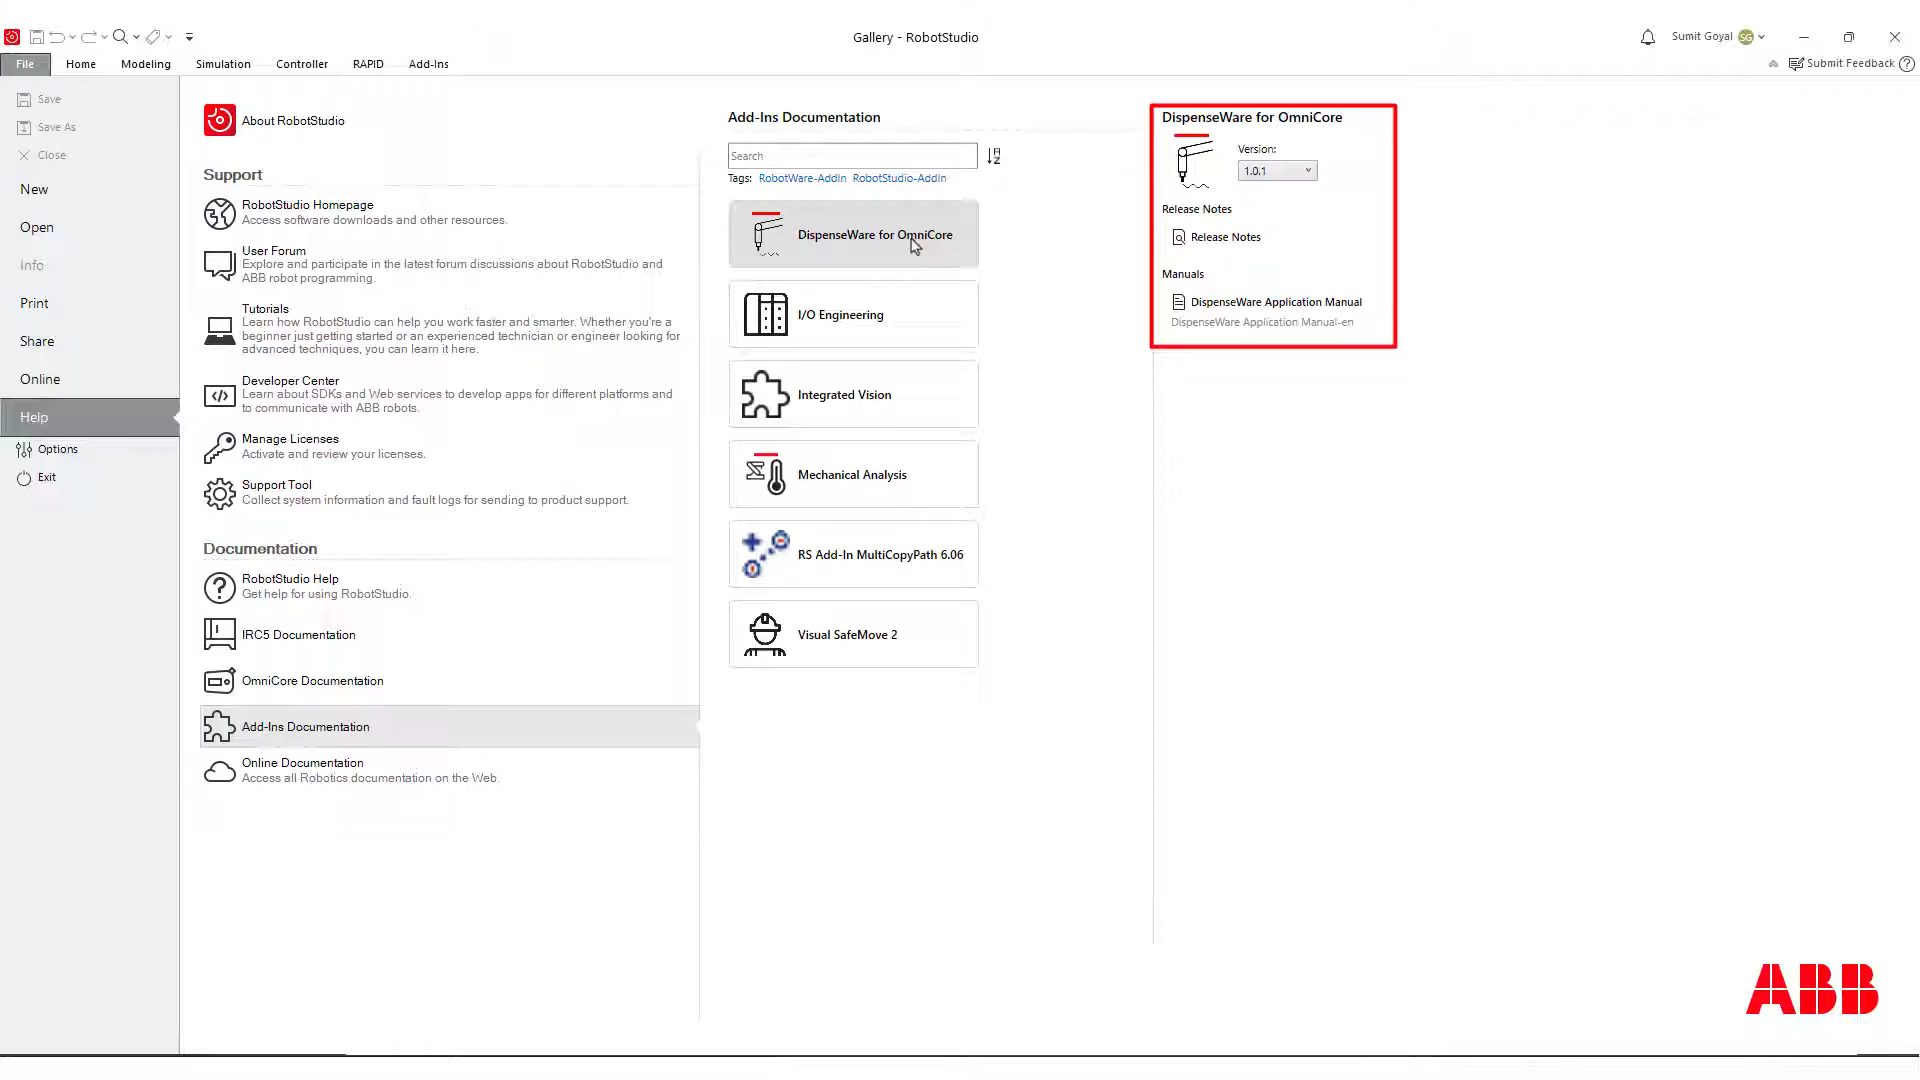 Gallery - RobotStudio
Sumit Goyal SG
File Home Modeling Simulation Controller RAPID Add-Ins
Submit Feedback ?
Save
Save As
Close
New
Open
Info
Print
Share
Online
Help
Options
Exit
About RobotStudio
Support
RobotStudio Homepage
Access software downloads and other resources.
User Forum
Explore and participate in the latest forum discussions about RobotStudio and
ABB robot programming.
Tutorials
Learn how RobotStudio can help you work faster and smarter. Whether you're a
beginner just getting started or an experienced technician or engineer looking for
advanced techniques, you can learn it here.
Developer Center
Learn about SDKs and Web services to develop apps for different platforms and
to communicate with ABB robots.
Manage Licenses
Activate and review your licenses.
Support Tool
Collect system information and fault logs for sending to product support.
Documentation
RobotStudio Help
Get help for using RobotStudio.
IRC5 Documentation
OmniCore Documentation
Add-Ins Documentation
Online Documentation
Access all Robotics documentation on the Web.
Add-Ins Documentation
Search
Tags: RobotWare-AddIn RobotStudio-AddIn
DispenseWare for OmniCore
I/O Engineering
Integrated Vision
Mechanical Analysis
RS Add-In MultiCopyPath 6.06
Visual SafeMove 2
DispenseWare for OmniCore
Version:
1.0.1
Release Notes
Release Notes
Manuals
DispenseWare Application Manual
DispenseWare Application Manual-en
ABB